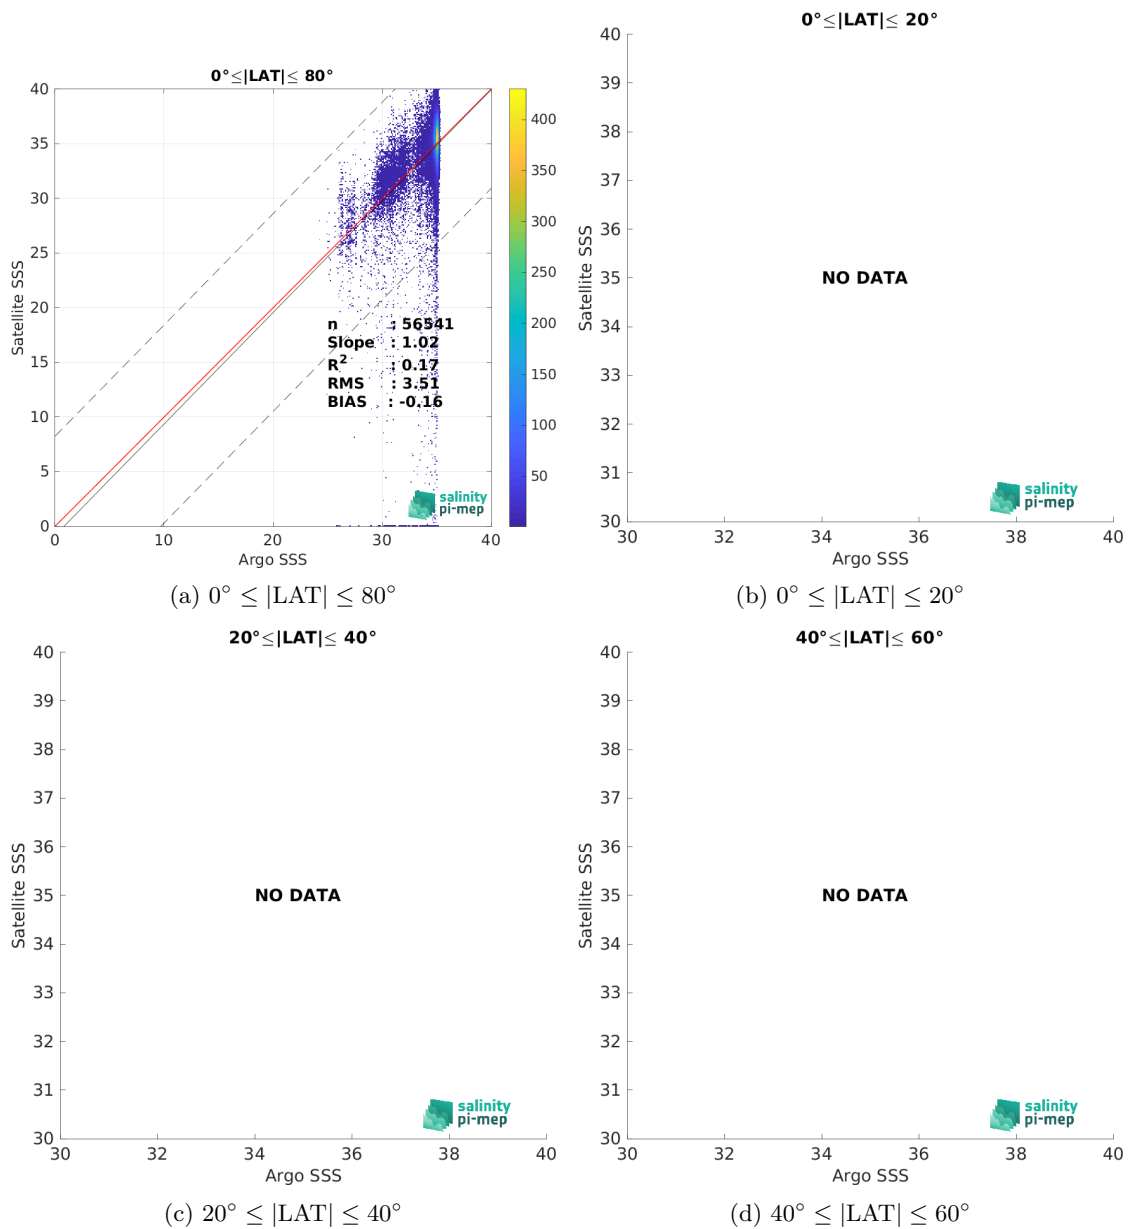 0°≤|LAT|≤ 80°
40
35
30
25
20
15
10
5
0
Satellite SSS
0
10
20
30
40
Argo SSS
n : 56541
Slope : 1.02
R² : 0.17
RMS : 3.51
BIAS : -0.16
400
350
300
250
200
150
100
50
salinity
pi-mep
(a) 0° ≤ |LAT| ≤ 80°
0°≤|LAT|≤ 20°
40
39
38
37
36
35
34
33
32
31
30
Satellite SSS
NO DATA
salinity
pi-mep
30
32
34
36
38
40
Argo SSS
(b) 0° ≤ |LAT| ≤ 20°
20°≤|LAT|≤ 40°
40
39
38
37
36
35
34
33
32
31
30
Satellite SSS
NO DATA
salinity
pi-mep
30
32
34
36
38
40
Argo SSS
(c) 20° ≤ |LAT| ≤ 40°
40°≤|LAT|≤ 60°
40
39
38
37
36
35
34
33
32
31
30
Satellite SSS
NO DATA
salinity
pi-mep
30
32
34
36
38
40
Argo SSS
(d) 40° ≤ |LAT| ≤ 60°